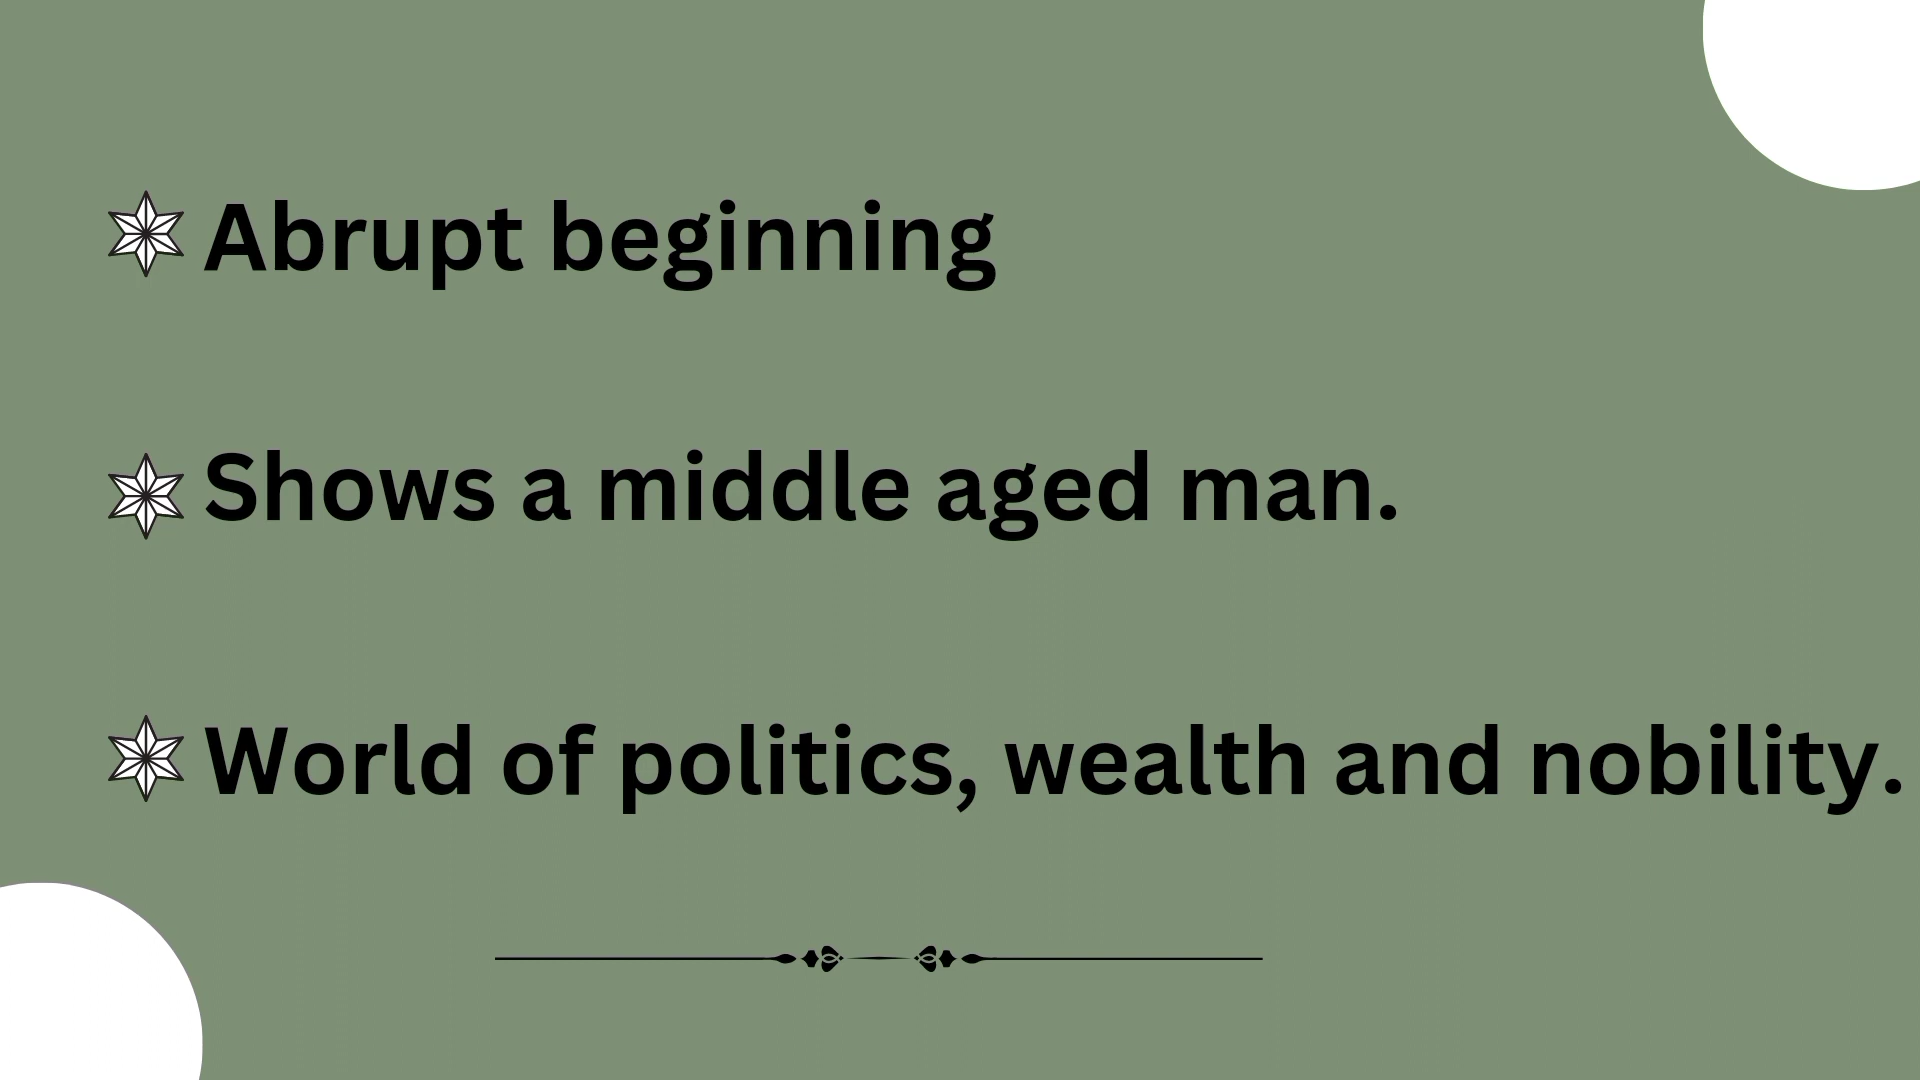 Abrupt beginning
Shows a middle aged man.
World of politics, wealth and nobility.